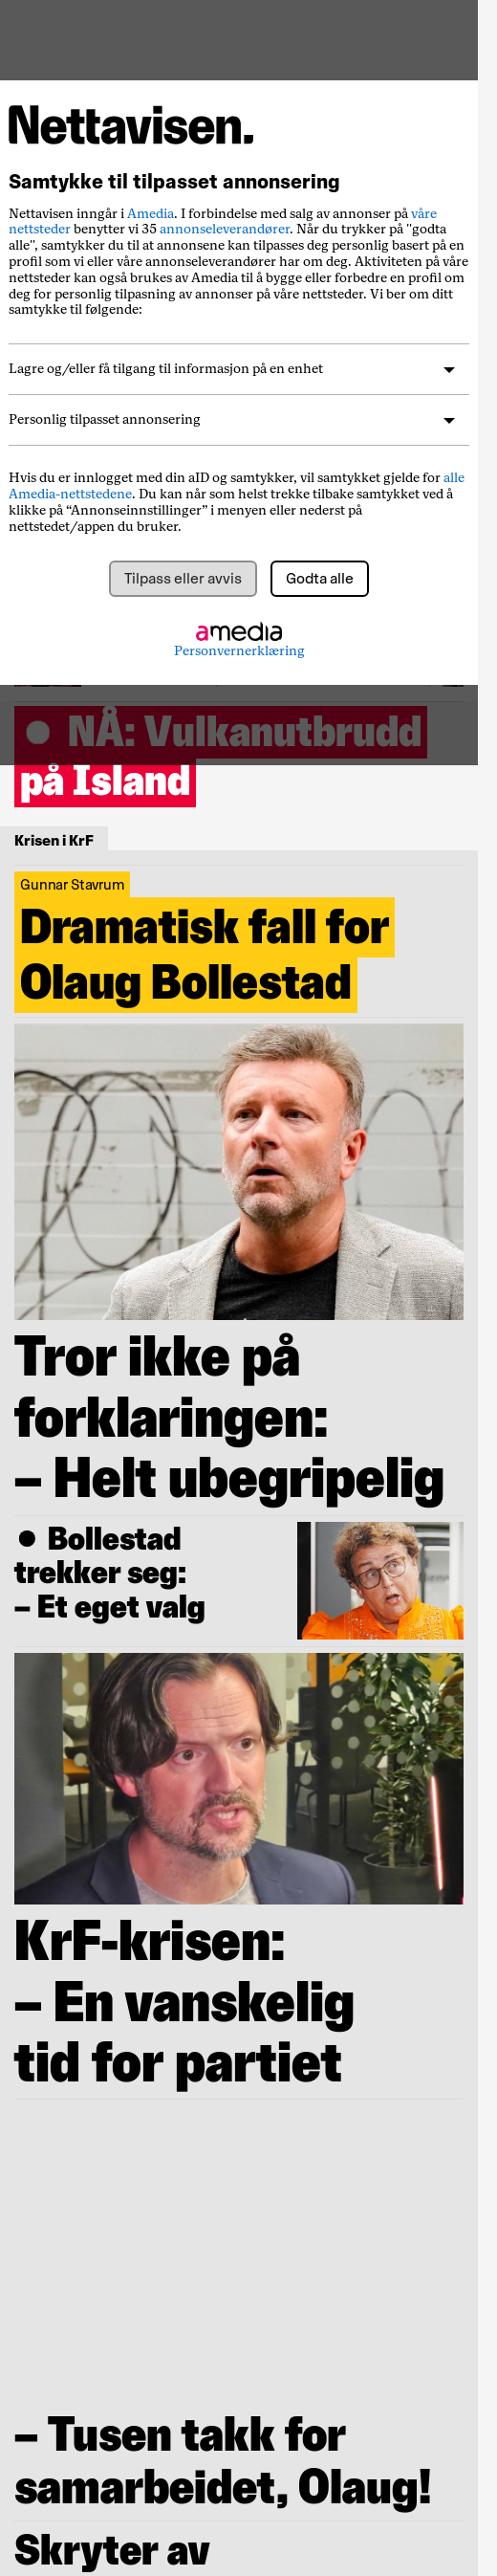 Nettavisen.
Samtykke til tilpasset annonsering
Nettavisen inngår i Amedia. I forbindelse med salg av annonser på våre
nettsteder benytter vi 35 annonseleverandører. Når du trykker på "godta
alle", samtykker du til at annonsene kan tilpasses deg personlig basert på en
profil som vi eller våre annonseleverandører har om deg. Aktiviteten på våre
nettsteder kan også brukes av Amedia til å bygge eller forbedre en profil om
deg for personlig tilpasning av annonser på våre nettsteder. Vi ber om ditt
samtykke til følgende:
Lagre og/eller få tilgang til informasjon på en enhet
Personlig tilpasset annonsering
Hvis du er innlogget med din aID og samtykker, vil samtykket gjelde for alle
Amedia-nettstedene. Du kan når som helst trekke tilbake samtykket ved å
klikke på “Annonseinnstillinger” i menyen eller nederst på
nettstedet/appen du bruker.
Tilpass eller avvis Godta alle
amedia
Personvernerklæring
● NÅ: Vulkanutbrudd
på Island
Krisen i KrF
Gunnar Stavrum
Dramatisk fall for
Olaug Bollestad
Tror ikke på
forklaringen:
– Helt ubegripelig
● Bollestad
trekker seg:
– Et eget valg
KrF-krisen:
– En vanskelig
tid for partiet
– Tusen takk for
samarbeidet, Olaug!
Skryter av